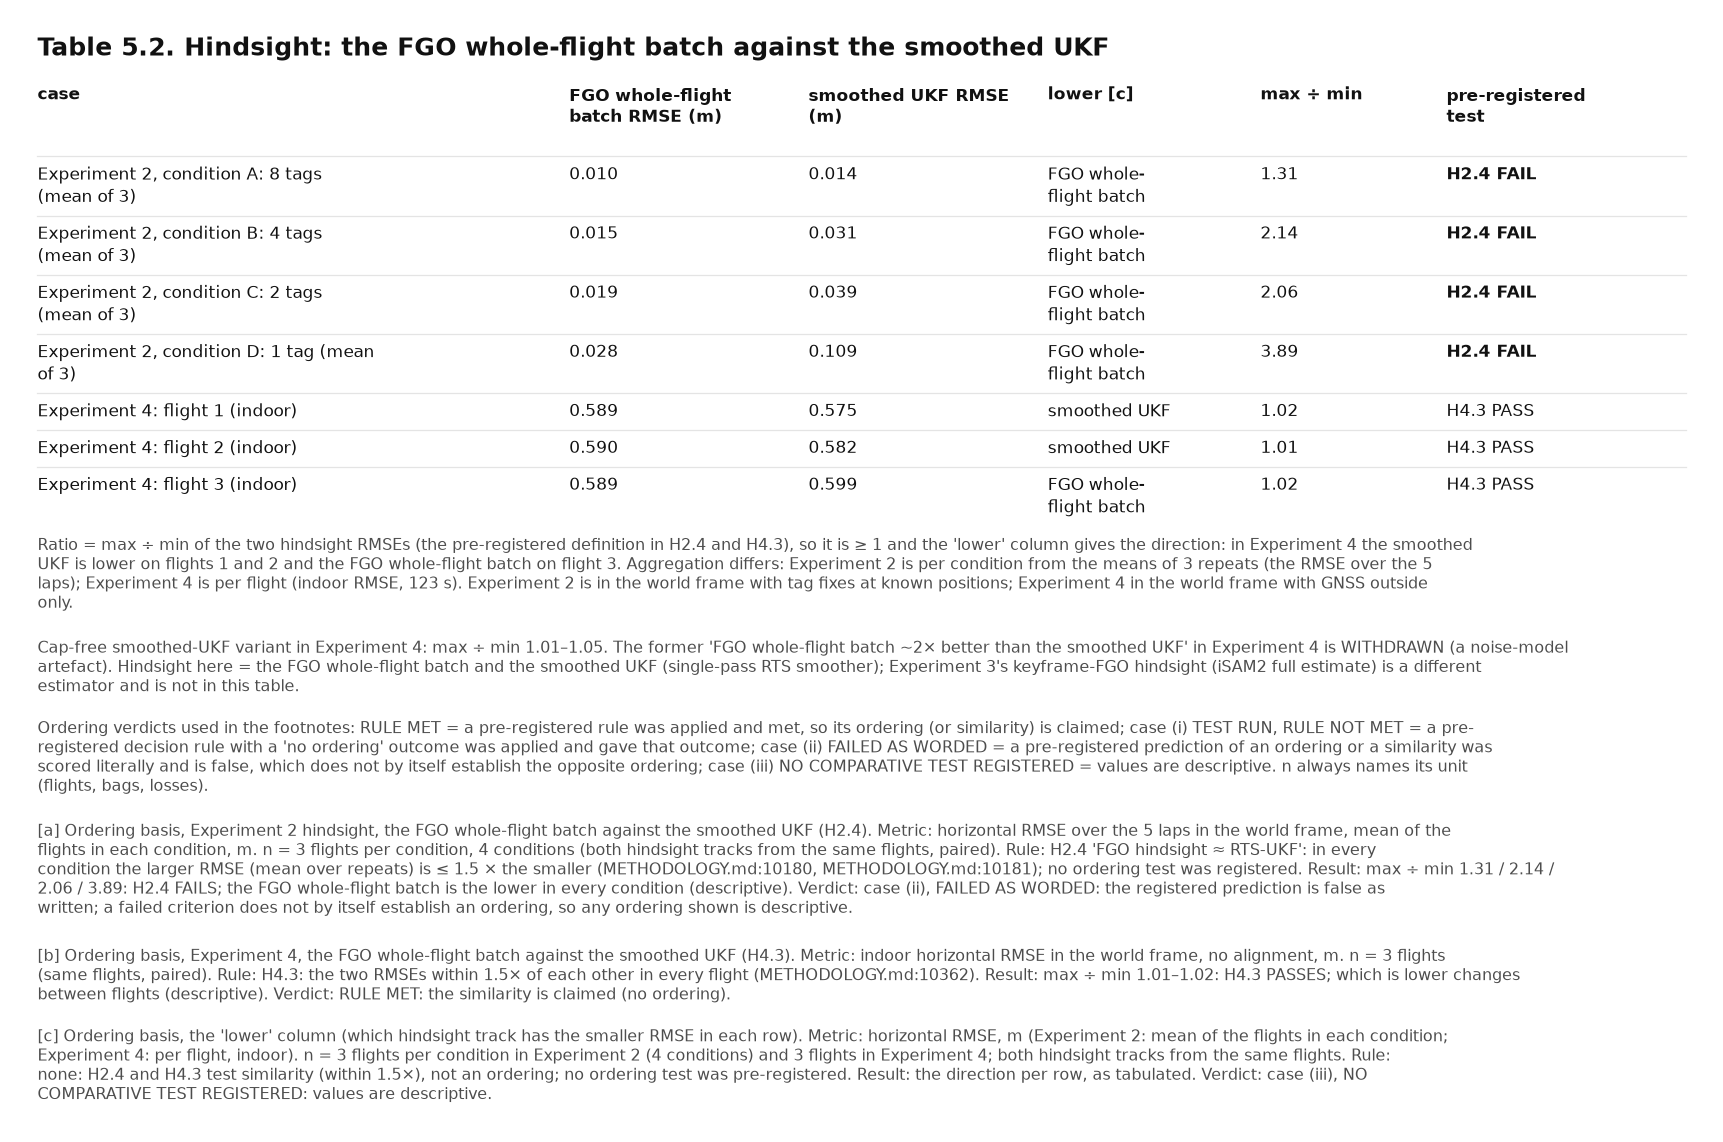 Table 5.2. Hindsight: the FGO whole-flight batch against the smoothed UKF
case
FGO whole-flight
batch RMSE (m)
smoothed UKF RMSE
(m)
lower [c]
max ÷ min
pre-registered
test
Experiment 2, condition A: 8 tags
(mean of 3)
0.010
0.014
FGO whole-
flight batch
1.31
H2.4 FAIL
Experiment 2, condition B: 4 tags
(mean of 3)
0.015
0.031
FGO whole-
flight batch
2.14
H2.4 FAIL
Experiment 2, condition C: 2 tags
(mean of 3)
0.019
0.039
FGO whole-
flight batch
2.06
H2.4 FAIL
Experiment 2, condition D: 1 tag (mean
of 3)
0.028
0.109
FGO whole-
flight batch
3.89
H2.4 FAIL
Experiment 4: flight 1 (indoor)
0.589
0.575
smoothed UKF
1.02
H4.3 PASS
Experiment 4: flight 2 (indoor)
0.590
0.582
smoothed UKF
1.01
H4.3 PASS
Experiment 4: flight 3 (indoor)
0.589
0.599
FGO whole-
flight batch
1.02
H4.3 PASS
Ratio = max ÷ min of the two hindsight RMSEs (the pre-registered definition in H2.4 and H4.3), so it is ≥ 1 and the 'lower' column gives the direction: in Experiment 4 the smoothed
UKF is lower on flights 1 and 2 and the FGO whole-flight batch on flight 3. Aggregation differs: Experiment 2 is per condition from the means of 3 repeats (the RMSE over the 5
laps); Experiment 4 is per flight (indoor RMSE, 123 s). Experiment 2 is in the world frame with tag fixes at known positions; Experiment 4 in the world frame with GNSS outside
only.
Cap-free smoothed-UKF variant in Experiment 4: max ÷ min 1.01–1.05. The former 'FGO whole-flight batch ~2× better than the smoothed UKF' in Experiment 4 is WITHDRAWN (a noise-model
artefact). Hindsight here = the FGO whole-flight batch and the smoothed UKF (single-pass RTS smoother); Experiment 3's keyframe-FGO hindsight (iSAM2 full estimate) is a different
estimator and is not in this table.
Ordering verdicts used in the footnotes: RULE MET = a pre-registered rule was applied and met, so its ordering (or similarity) is claimed; case (i) TEST RUN, RULE NOT MET = a pre-
registered decision rule with a 'no ordering' outcome was applied and gave that outcome; case (ii) FAILED AS WORDED = a pre-registered prediction of an ordering or a similarity was
scored literally and is false, which does not by itself establish the opposite ordering; case (iii) NO COMPARATIVE TEST REGISTERED = values are descriptive. n always names its unit
(flights, bags, losses).
[a] Ordering basis, Experiment 2 hindsight, the FGO whole-flight batch against the smoothed UKF (H2.4). Metric: horizontal RMSE over the 5 laps in the world frame, mean of the
flights in each condition, m. n = 3 flights per condition, 4 conditions (both hindsight tracks from the same flights, paired). Rule: H2.4 'FGO hindsight ≈ RTS-UKF': in every
condition the larger RMSE (mean over repeats) is ≤ 1.5 × the smaller (METHODOLOGY.md:10180, METHODOLOGY.md:10181); no ordering test was registered. Result: max ÷ min 1.31 / 2.14 /
2.06 / 3.89: H2.4 FAILS; the FGO whole-flight batch is the lower in every condition (descriptive). Verdict: case (ii), FAILED AS WORDED: the registered prediction is false as
written; a failed criterion does not by itself establish an ordering, so any ordering shown is descriptive.
[b] Ordering basis, Experiment 4, the FGO whole-flight batch against the smoothed UKF (H4.3). Metric: indoor horizontal RMSE in the world frame, no alignment, m. n = 3 flights
(same flights, paired). Rule: H4.3: the two RMSEs within 1.5× of each other in every flight (METHODOLOGY.md:10362). Result: max ÷ min 1.01–1.02: H4.3 PASSES; which is lower changes
between flights (descriptive). Verdict: RULE MET: the similarity is claimed (no ordering).
[c] Ordering basis, the 'lower' column (which hindsight track has the smaller RMSE in each row). Metric: horizontal RMSE, m (Experiment 2: mean of the flights in each condition;
Experiment 4: per flight, indoor). n = 3 flights per condition in Experiment 2 (4 conditions) and 3 flights in Experiment 4; both hindsight tracks from the same flights. Rule:
none: H2.4 and H4.3 test similarity (within 1.5×), not an ordering; no ordering test was pre-registered. Result: the direction per row, as tabulated. Verdict: case (iii), NO
COMPARATIVE TEST REGISTERED: values are descriptive.